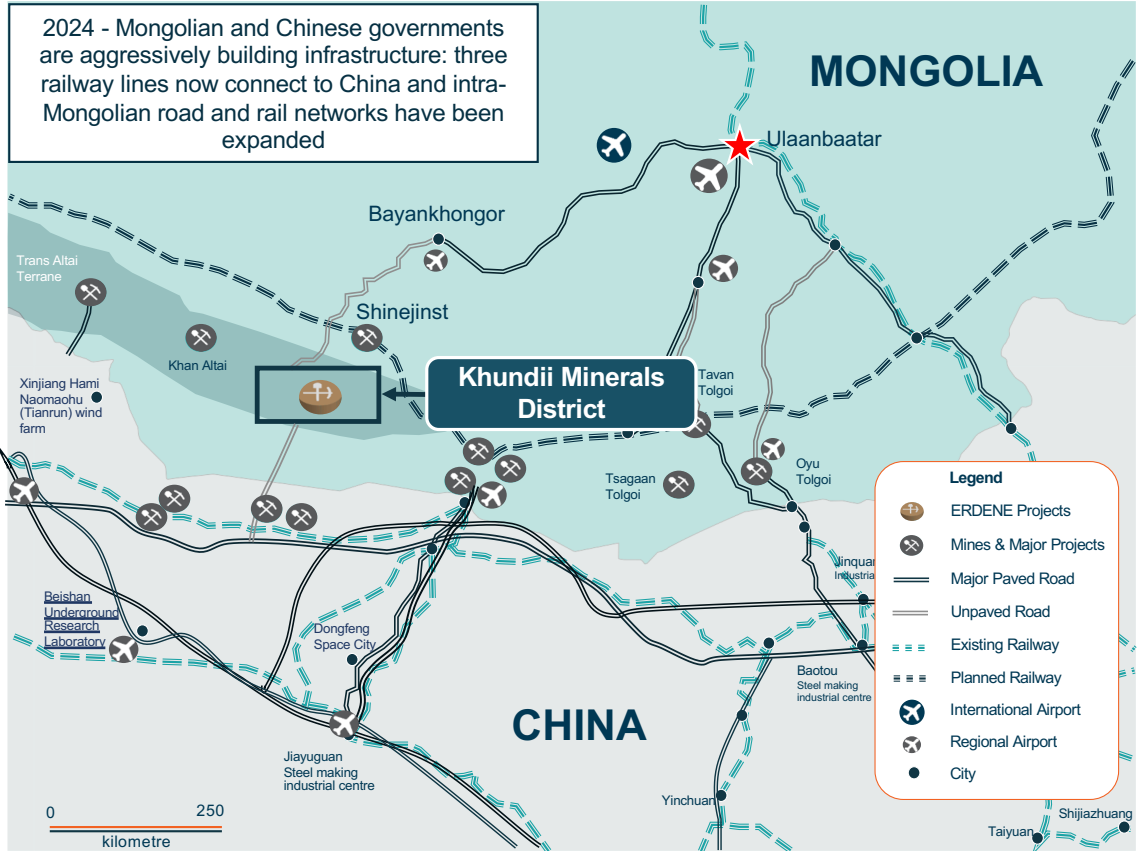 2024 - Mongolian and Chinese governments
are aggressively building infrastructure: three
railway lines now connect to China and intra-
Mongolian road and rail networks have been
expanded
MONGOLIA
Ulaanbaatar
Bayankhongor
Trans Altai
Terrane
Shinejinst
Khan Altai
Khundii Minerals
District
Tavan
Tolgoi
Xinjiang Hami
Naomaohu
(Tianrun) wind
farm
Tsagaan
Tolgoi
Oyu
Tolgoi
Legend
ERDENE Projects
Mines & Major Projects
Major Paved Road
Unpaved Road
Existing Railway
Planned Railway
International Airport
Regional Airport
City
Jinquan
Industrial
Beishan
Underground
Research
Laboratory
Dongfeng
Space City
Baotou
Steel making
industrial centre
CHINA
Jiayuguan
Steel making
industrial centre
Yinchuan
Shijiazhuang
Taiyuan
0 250
kilometre